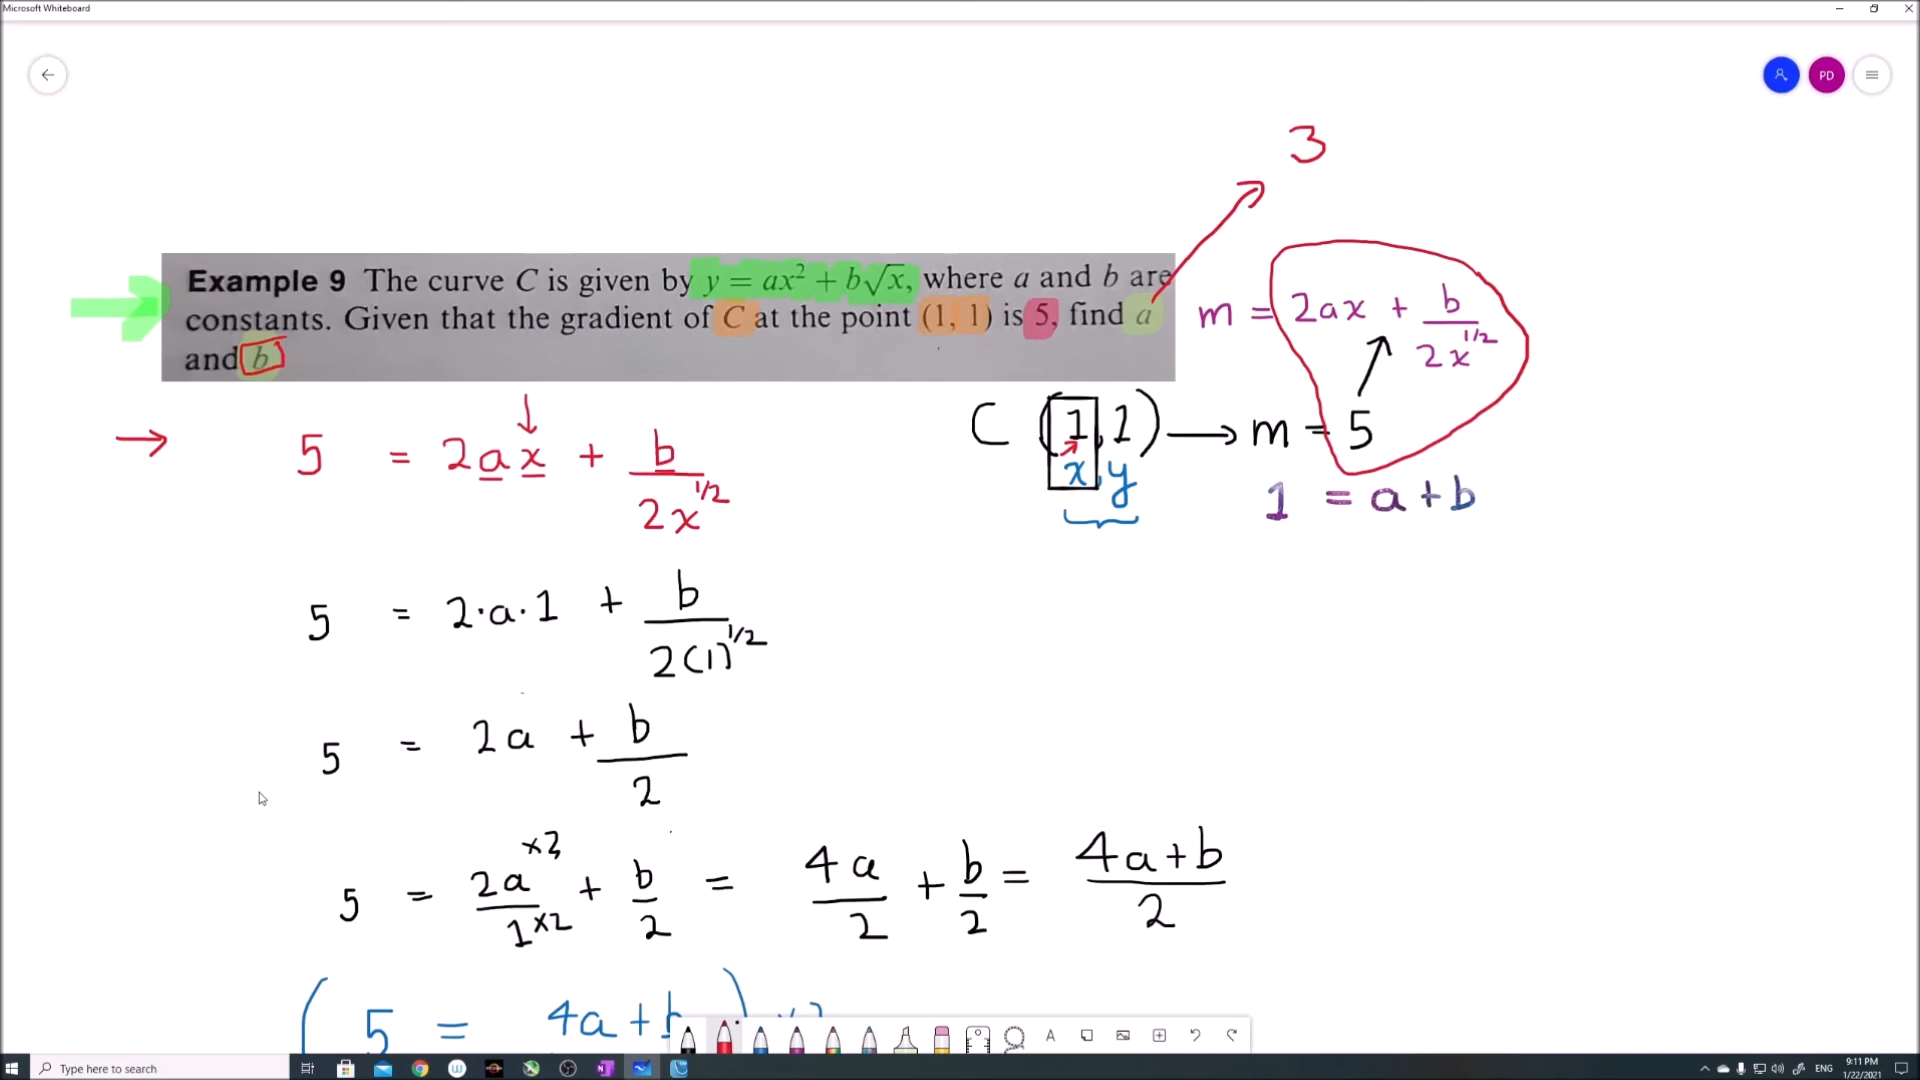 Microsoft Whiteboard
PD
3
Example 9 The curve C is given by y = ax² + b√x, where a and b are
constants. Given that the gradient of C at the point (1, 1) is 5, find a
and b
m = 2ax + b/2x^1/2
C (1, 1) → m = 5
x, y
1 = a + b
→ 5 = 2ax + b/2x^1/2
5 = 2·a·1 + b/2(1)^1/2
5 = 2a + b/2
5 = 2a ×2/1 ×2 + b/2 = 4a/2 + b/2 = 4a+b/2
( 5 = 4a+b )
A
Type here to search
ENG
9:11 PM
1/22/2021